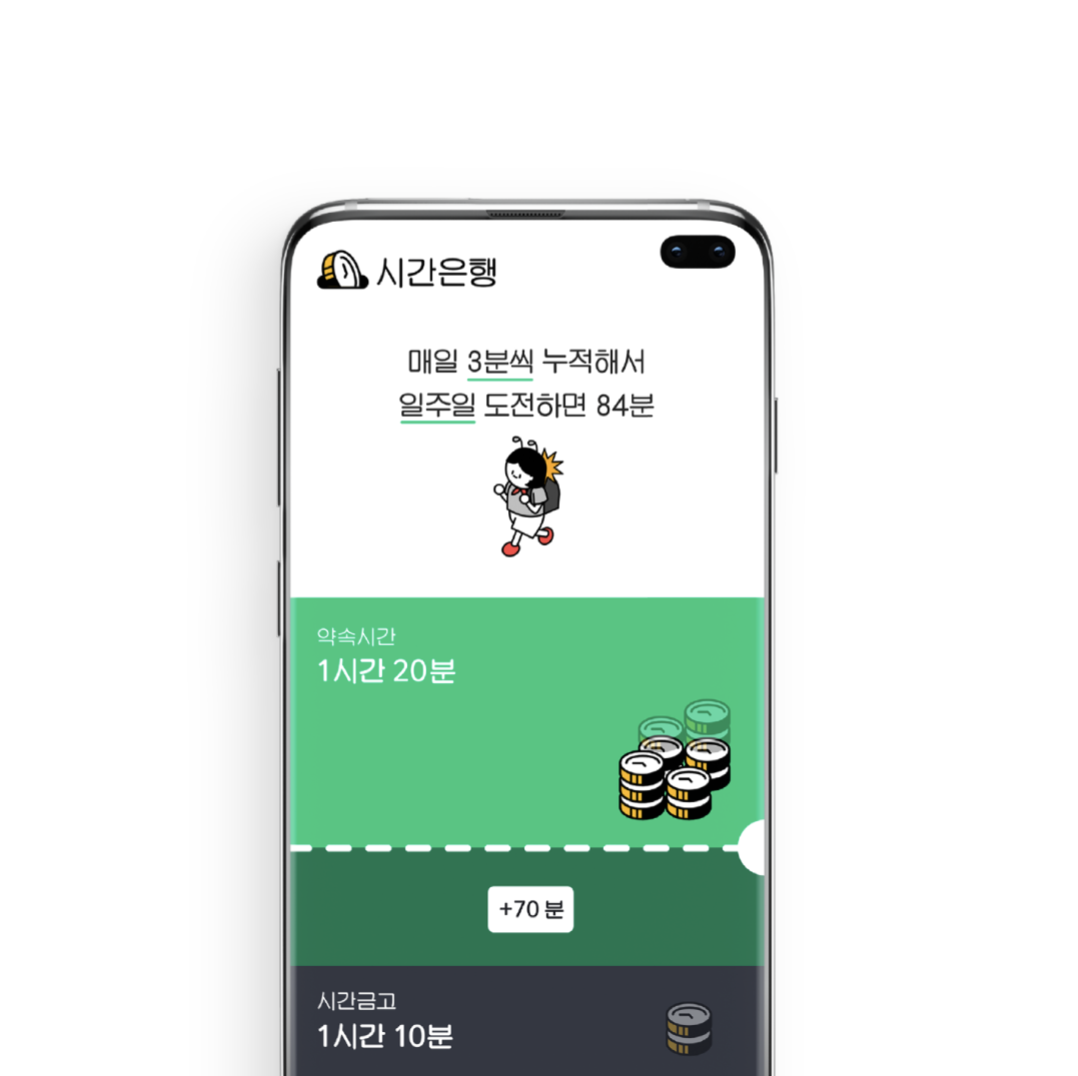 시간은행
매일 3분씩 누적해서
일주일 도전하면 84분
약속시간
1시간 20분
+70 분
시간금고
1시간 10분